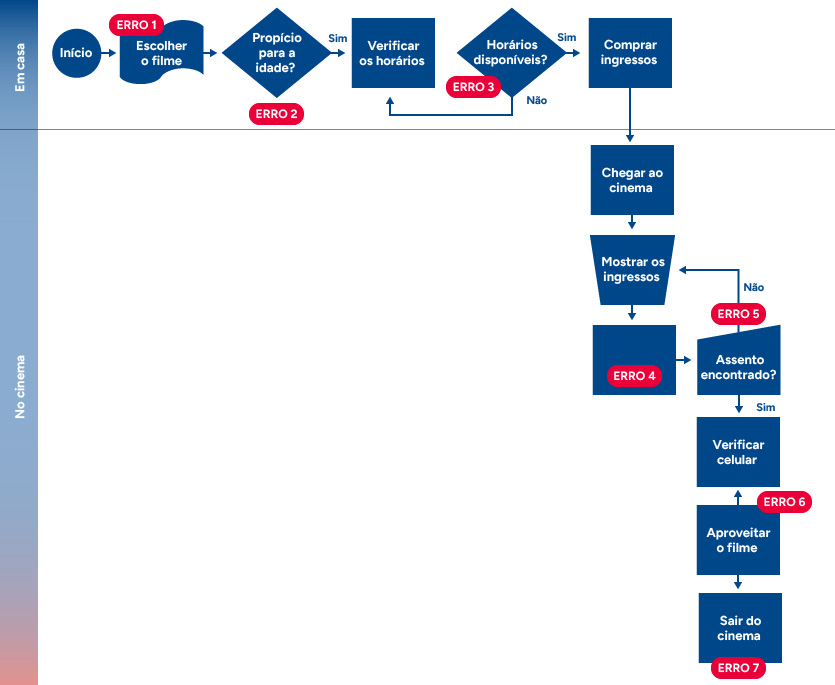 Em casa
Início
ERRO 1
Escolher
o filme
Propício
para a
idade?
ERRO 2
Sim
Verificar
os horários
Horários
disponíveis?
ERRO 3
Sim
Não
Comprar
ingressos
No cinema
Chegar ao
cinema
Mostrar os
ingressos
Não
ERRO 5
ERRO 4
Assento
encontrado?
Sim
Verificar
celular
ERRO 6
Aproveitar
o filme
Sair do
cinema
ERRO 7